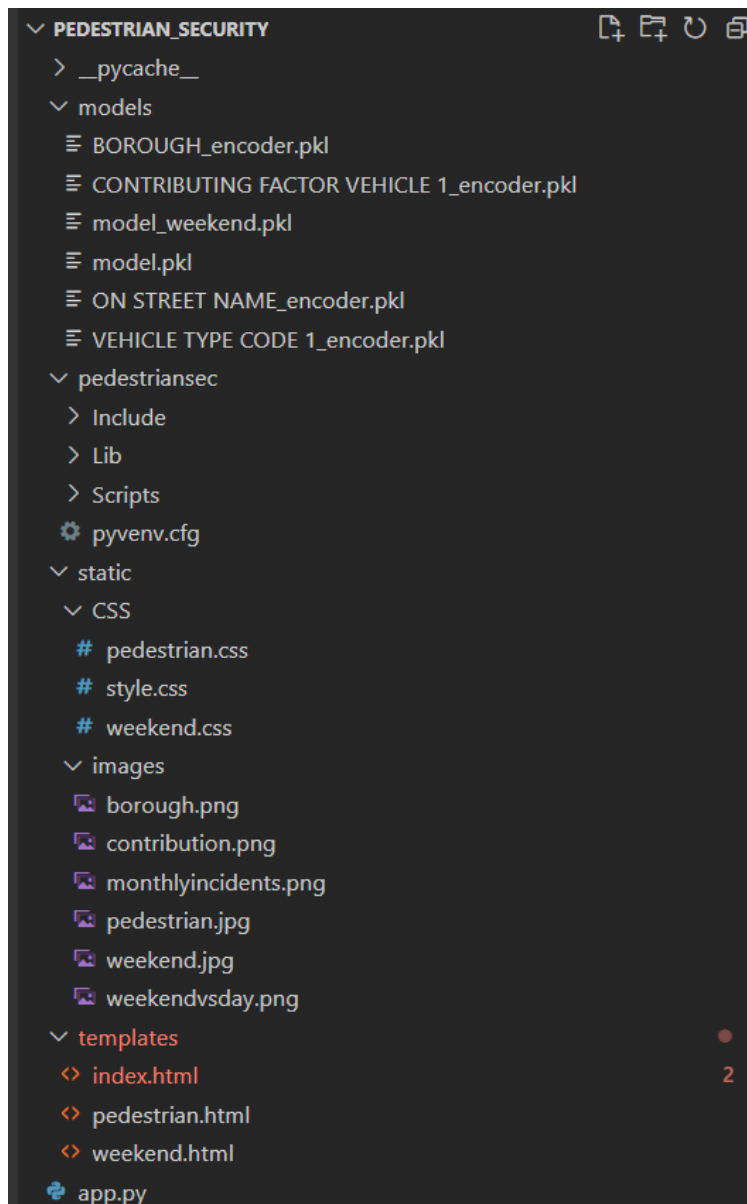 PEDESTRIAN_SECURITY
__pycache__
models
BOROUGH_encoder.pkl
CONTRIBUTING FACTOR VEHICLE 1_encoder.pkl
model_weekend.pkl
model.pkl
ON STREET NAME_encoder.pkl
VEHICLE TYPE CODE 1_encoder.pkl
pedestriansec
Include
Lib
Scripts
pyvenv.cfg
static
CSS
# pedestrian.css
# style.css
# weekend.css
images
borough.png
contribution.png
monthlyincidents.png
pedestrian.jpg
weekend.jpg
weekendvsday.png
templates
<> index.html 2
<> pedestrian.html
<> weekend.html
app.py